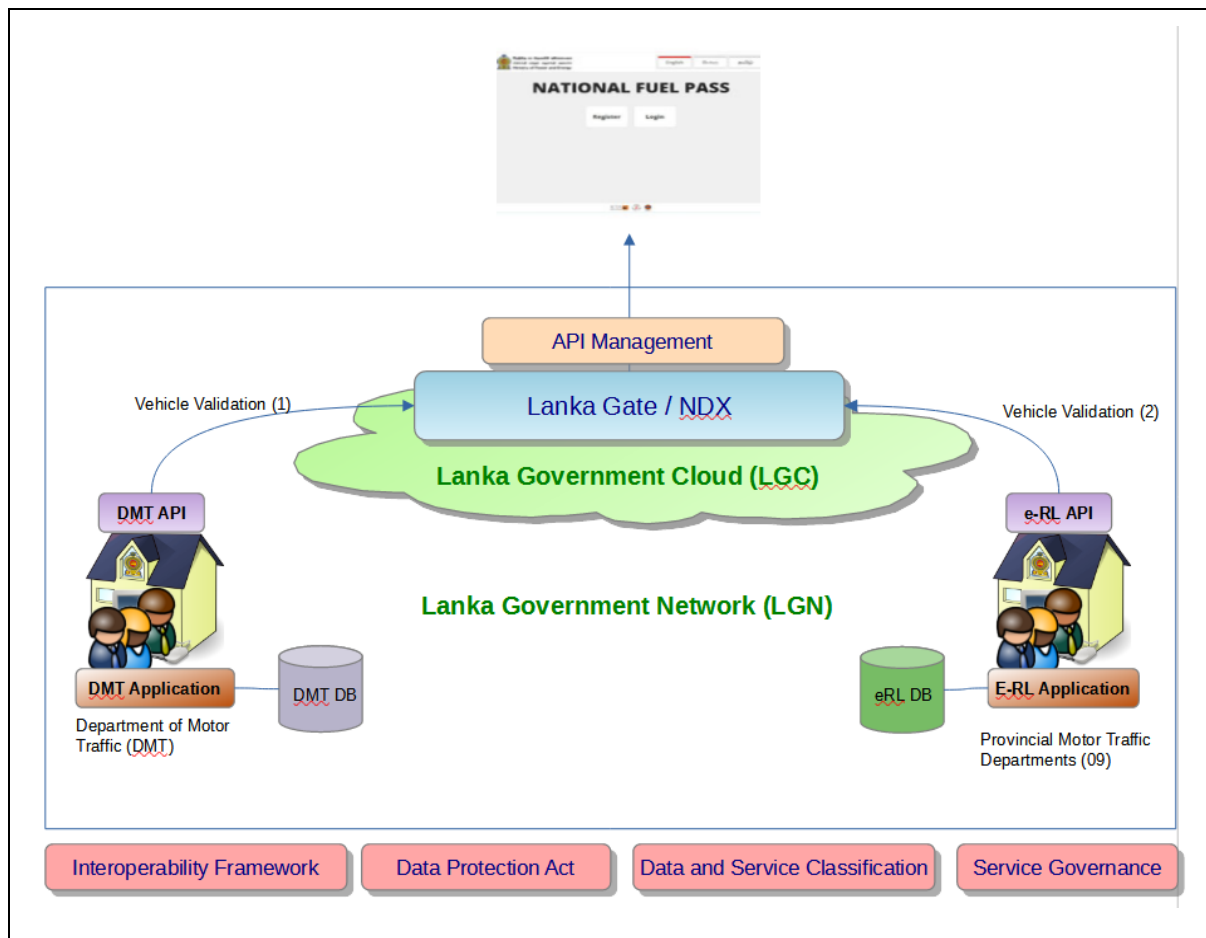 NATIONAL FUEL PASS
Register
Login
API Management
Vehicle Validation (1)
Lanka Gate / NDX
Vehicle Validation (2)
Lanka Government Cloud (LGC)
DMT API
e-RL API
Lanka Government Network (LGN)
DMT Application
DMT DB
eRL DB
E-RL Application
Department of Motor
Traffic (DMT)
Provincial Motor Traffic
Departments (09)
Interoperability Framework
Data Protection Act
Data and Service Classification
Service Governance